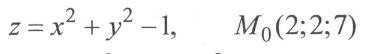 z = x² + y² − 1, M₀(2;2;7)